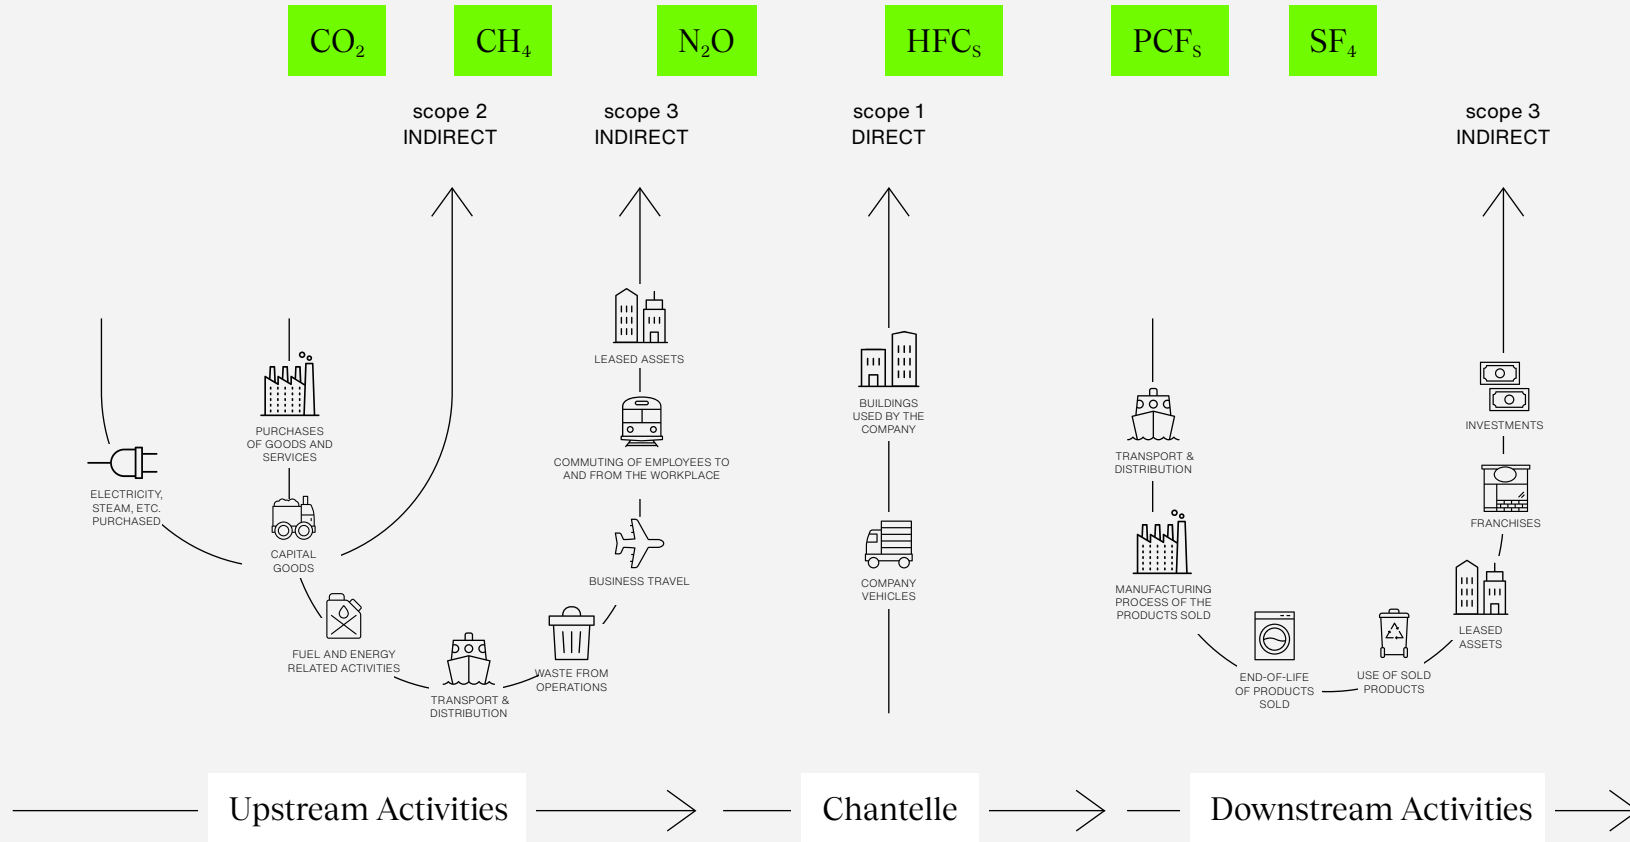 CO₂
CH₄
N₂O
HFCₛ
PCFₛ
SF₄
scope 2
INDIRECT
scope 3
INDIRECT
scope 1
DIRECT
scope 3
INDIRECT
ELECTRICITY,
STEAM, ETC.
PURCHASED
PURCHASES
OF GOODS AND
SERVICES
CAPITAL
GOODS
FUEL AND ENERGY
RELATED ACTIVITIES
TRANSPORT &
DISTRIBUTION
WASTE FROM
OPERATIONS
BUSINESS TRAVEL
COMMUTING OF EMPLOYEES TO
AND FROM THE WORKPLACE
LEASED ASSETS
BUILDINGS
USED BY THE
COMPANY
COMPANY
VEHICLES
TRANSPORT &
DISTRIBUTION
MANUFACTURING
PROCESS OF THE
PRODUCTS SOLD
END-OF-LIFE
OF PRODUCTS
SOLD
USE OF SOLD
PRODUCTS
LEASED
ASSETS
FRANCHISES
INVESTMENTS
Upstream Activities
Chantelle
Downstream Activities